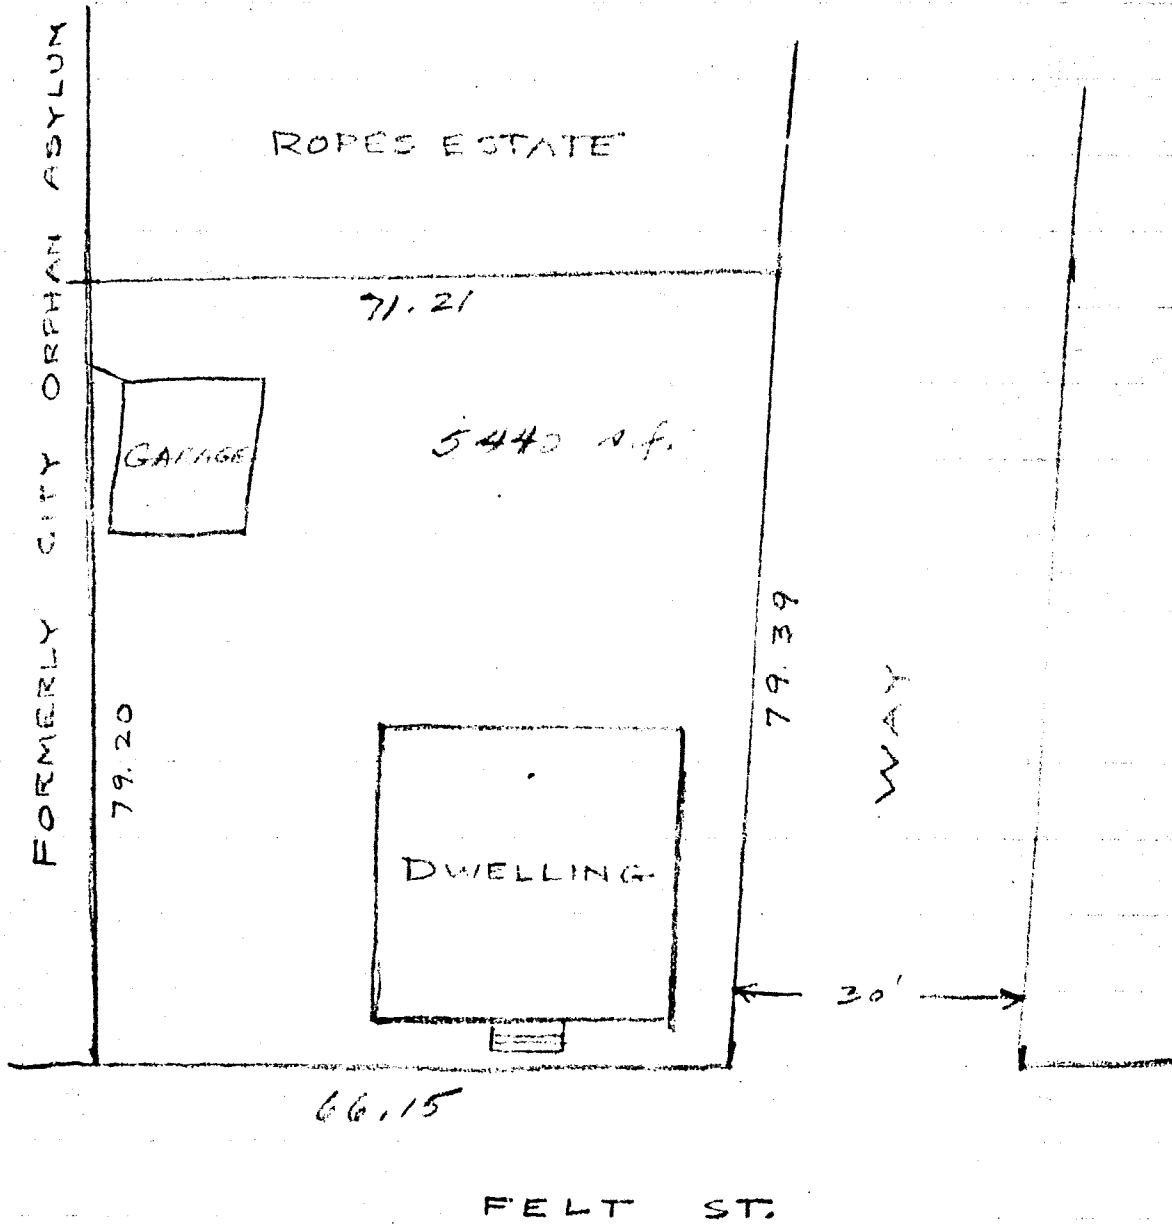 FORMERLY CITY ORPHAN ASYLUM
ROPES ESTATE
71.21
GARAGE
5440 s.f.
79.39
79.20
WAY
DWELLING
30'
66.15
FELT ST.